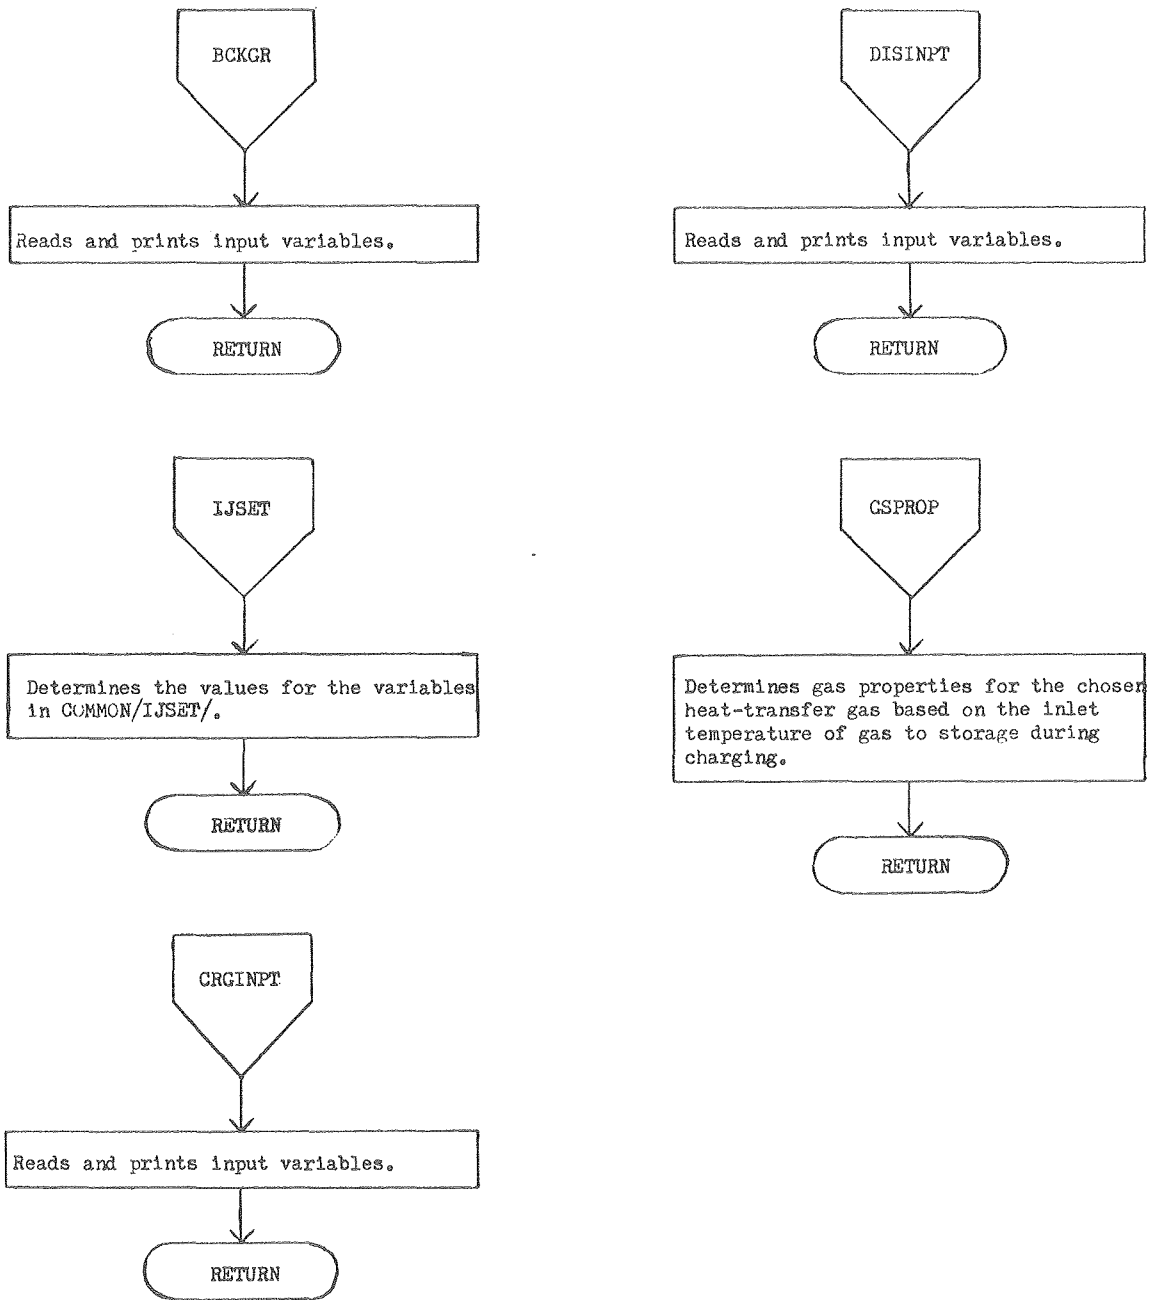 BCKGR
Reads and prints input variables.
RETURN
DISINPT
Reads and prints input variables.
RETURN
IJSET
Determines the values for the variables
in COMMON/IJSET/.
RETURN
GSPROP
Determines gas properties for the chosen
heat-transfer gas based on the inlet
temperature of gas to storage during
charging.
RETURN
CRGINPT
Reads and prints input variables.
RETURN